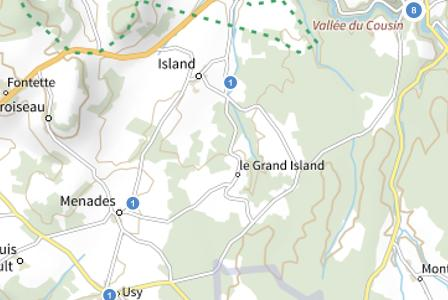 8
Vallée du Cousin
Island
1
Fontette
roiseau
le Grand Island
Menades
1
uis
ult
Mont
1
Usy